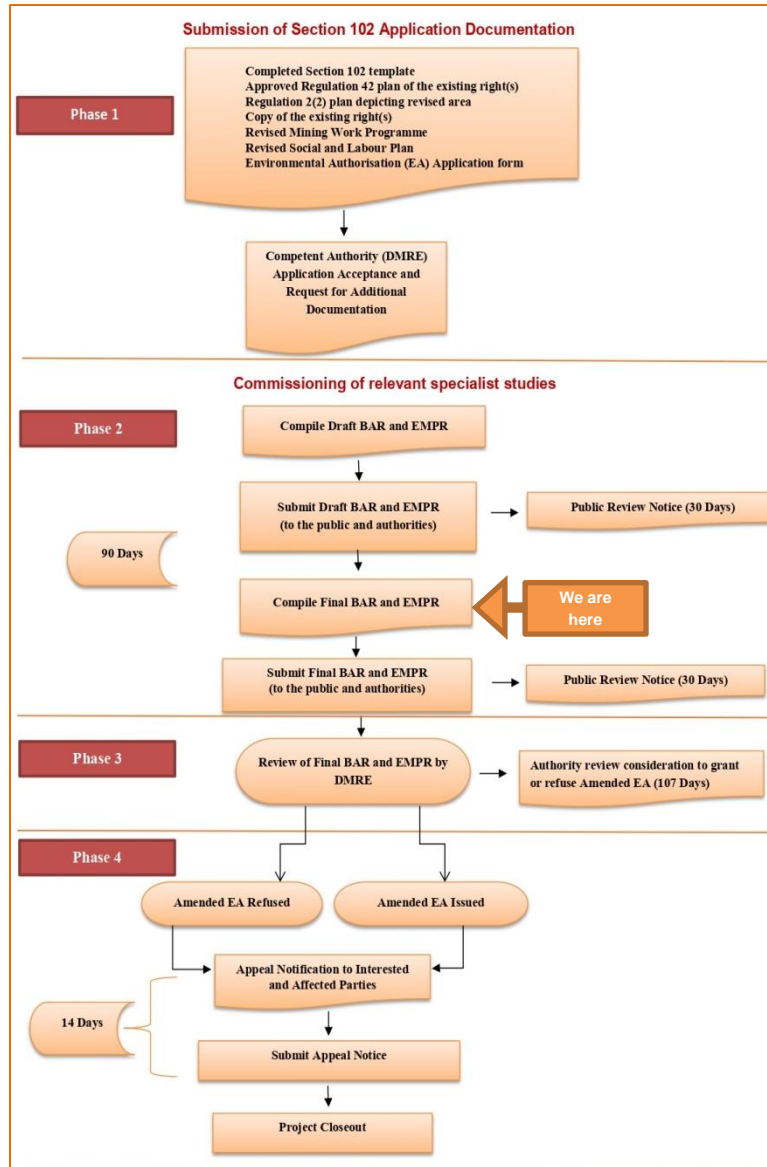 Submission of Section 102 Application Documentation
Phase 1
Completed Section 102 template
Approved Regulation 42 plan of the existing right(s)
Regulation 2(2) plan depicting revised area
Copy of the existing right(s)
Revised Mining Work Programme
Revised Social and Labour Plan
Environmental Authorisation (EA) Application form
Competent Authority (DMRE)
Application Acceptance and
Request for Additional
Documentation
Commissioning of relevant specialist studies
Phase 2
Compile Draft BAR and EMPR
Submit Draft BAR and EMPR
(to the public and authorities)
Public Review Notice (30 Days)
90 Days
Compile Final BAR and EMPR
We are
here
Submit Final BAR and EMPR
(to the public and authorities)
Public Review Notice (30 Days)
Phase 3
Review of Final BAR and EMPR by
DMRE
Authority review consideration to grant
or refuse Amended EA (107 Days)
Phase 4
Amended EA Refused
Amended EA Issued
Appeal Notification to Interested
and Affected Parties
14 Days
Submit Appeal Notice
Project Closeout